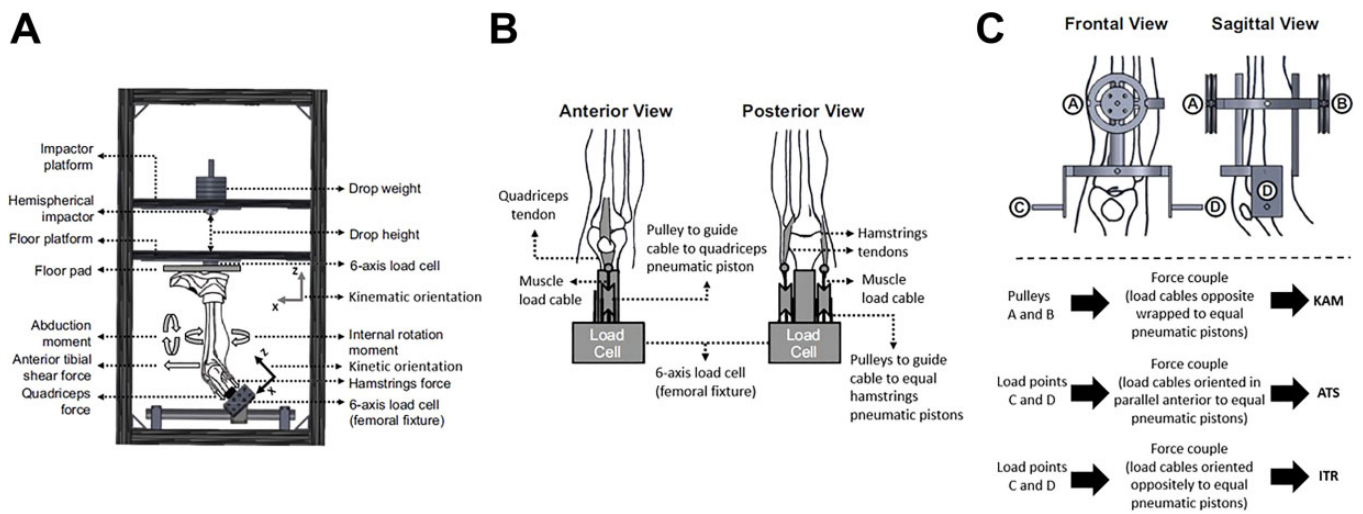 A
Impactor
platform
Hemispherical
impactor
Floor platform
Floor pad
Abduction
moment
Anterior tibial
shear force
Quadriceps
force
Drop weight
Drop height
6-axis load cell
z
x
Kinematic orientation
Internal rotation
moment
z
Kinetic orientation
x
Hamstrings force
6-axis load cell
(femoral fixture)
B
Anterior View
Posterior View
Quadriceps
tendon
Pulley to guide
cable to quadriceps
pneumatic piston
Muscle
load cable
Hamstrings
tendons
Muscle
load cable
Load
Cell
Load
Cell
6-axis load cell
(femoral fixture)
Pulleys to guide
cable to equal
hamstrings
pneumatic pistons
C
Frontal View
Sagittal View
A
A
B
C
D
D
Pulleys
A and B
Force couple
(load cables opposite
wrapped to equal
pneumatic pistons)
KAM
Load points
C and D
Force couple
(load cables oriented in
parallel anterior to equal
pneumatic pistons)
ATS
Load points
C and D
Force couple
(load cables oriented
oppositely to equal
pneumatic pistons)
ITR